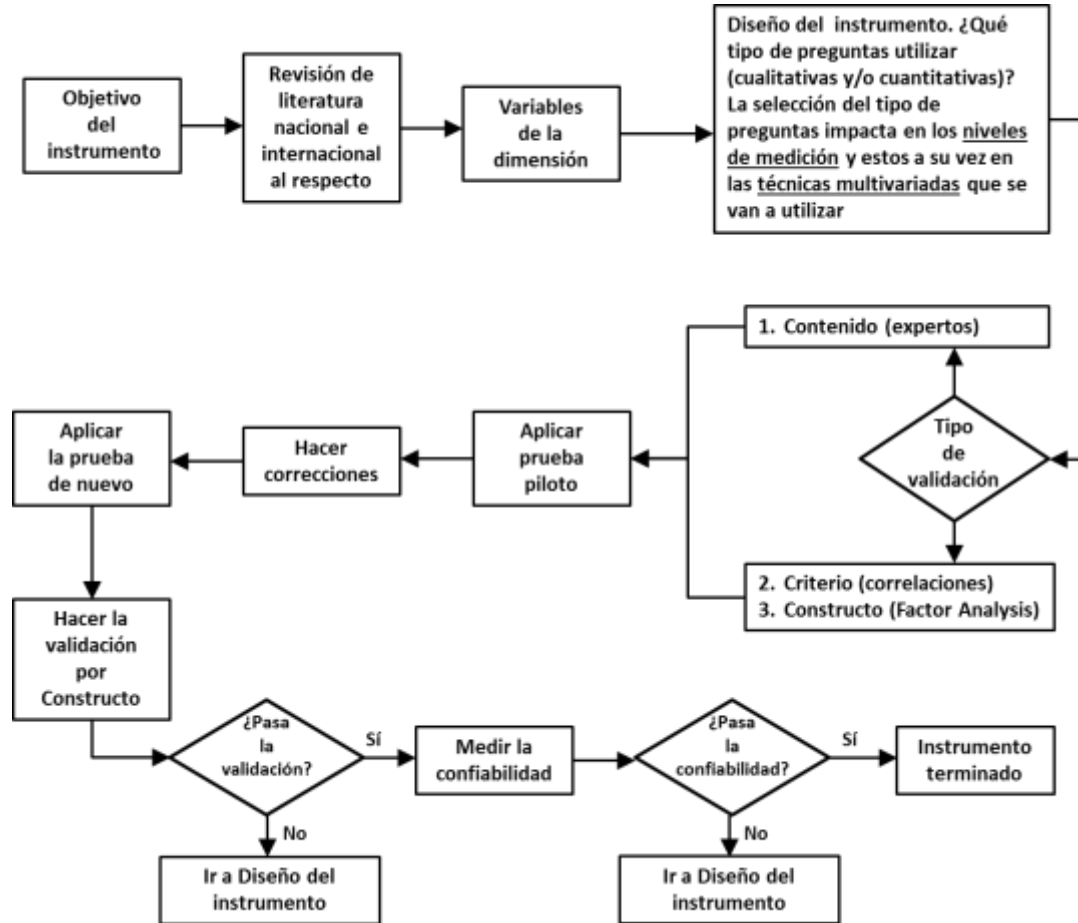 Objetivo
del
instrumento
Revisión de
literatura
nacional e
internacional
al respecto
Variables
de la
dimensión
Diseño del instrumento. ¿Qué
tipo de preguntas utilizar
(cualitativas y/o cuantitativas)?
La selección del tipo de
preguntas impacta en los niveles
de medición y estos a su vez en
las técnicas multivariadas que se
van a utilizar
1. Contenido (expertos)
Tipo
de
validación
2. Criterio (correlaciones)
3. Constructo (Factor Analysis)
Aplicar
prueba
piloto
Hacer
correcciones
Aplicar
la prueba
de nuevo
Hacer la
validación
por
Constructo
¿Pasa
la
validación?
Sí
No
Ir a Diseño del
instrumento
Medir la
confiabilidad
¿Pasa
la
confiabilidad?
Sí
No
Ir a Diseño del
instrumento
Instrumento
terminado